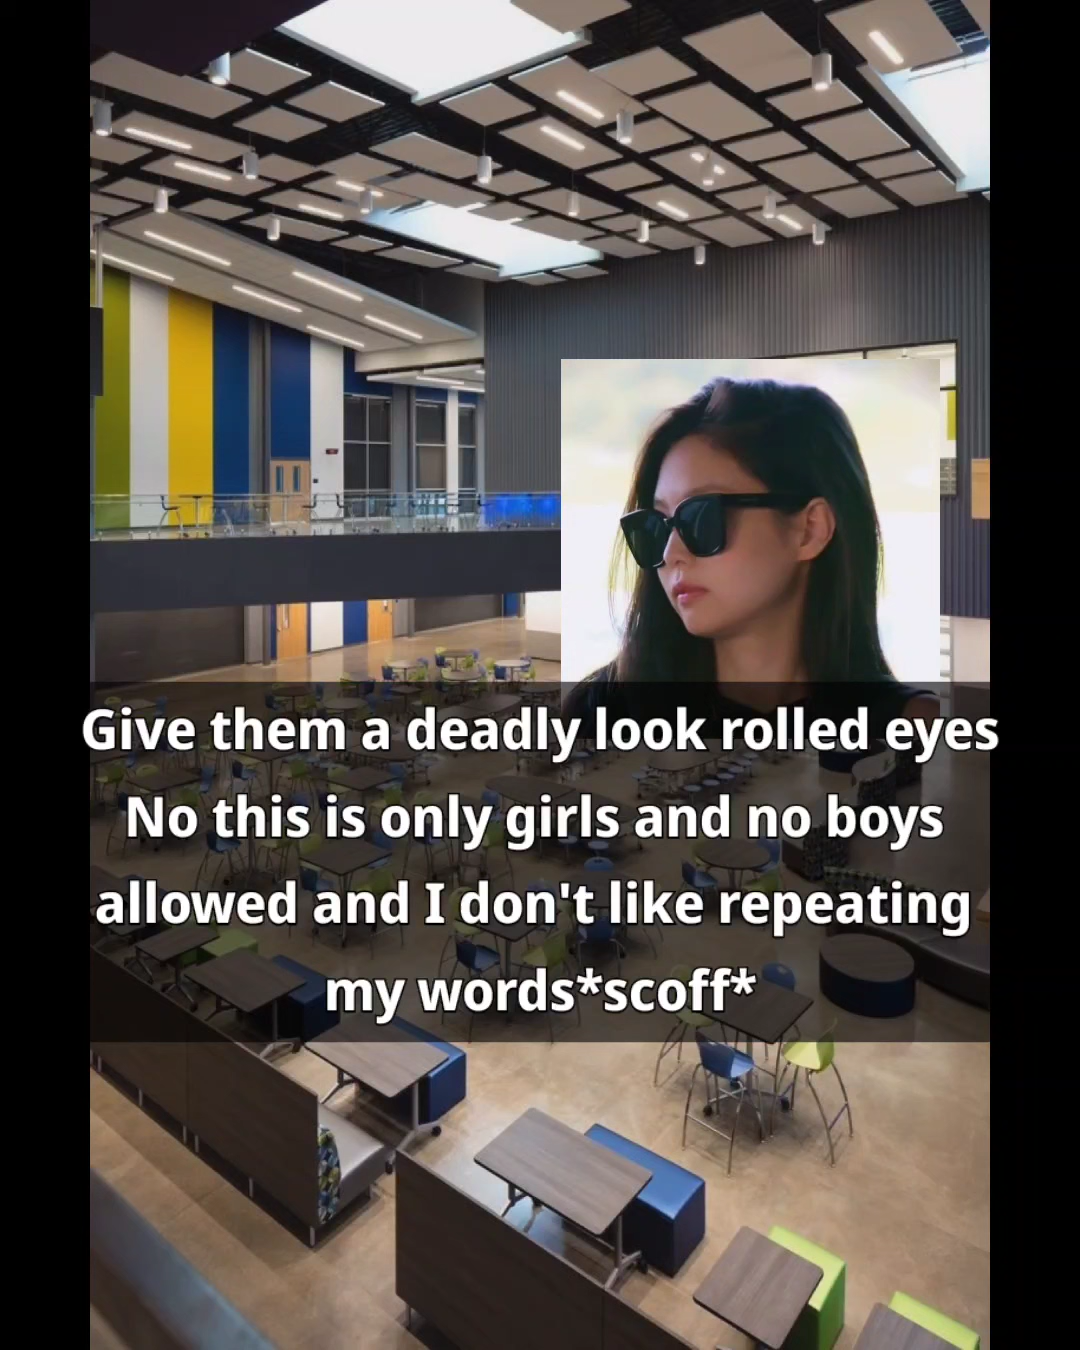 Give them a deadly look rolled eyes
No this is only girls and no boys
allowed and I don't like repeating
my words*scoff*